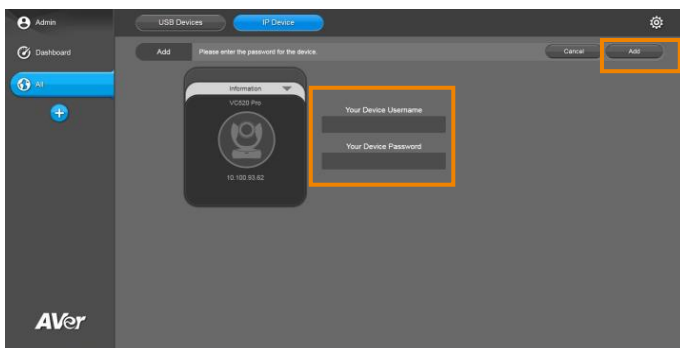 Admin
USB Devices
IP Device
Dashboard
Add
Please enter the password for the device.
Cancel
Add
All
Information
VC520 Pro
Your Device Username
Your Device Password
10.100.93.62
AVer